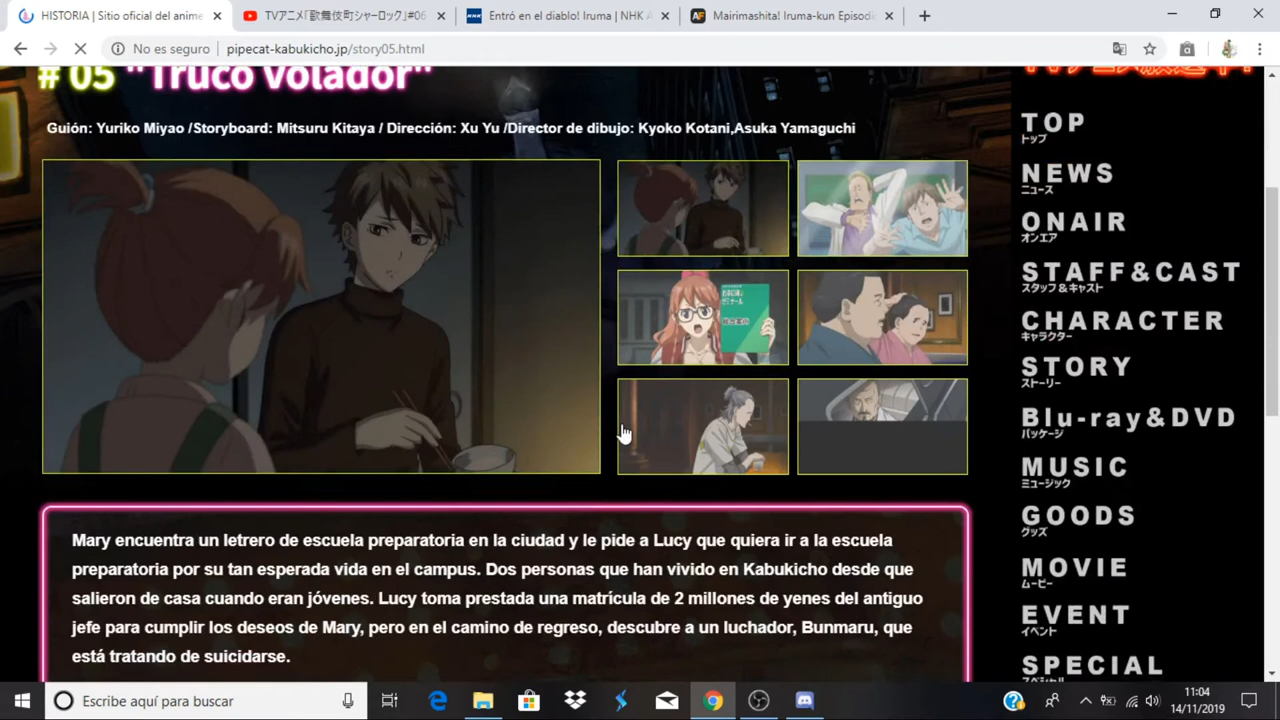 HISTORIA | Sitio oficial del anime
TVアニメ「歌舞伎町シャーロック」#06
Entró en el diablo! Iruma | NHK A
Mairimashita! Iruma-kun Episodi
No es seguro
pipecat-kabukicho.jp/story05.html
# 05 "Truco volador"
Guión: Yuriko Miyao /Storyboard: Mitsuru Kitaya / Dirección: Xu Yu /Director de dibujo: Kyoko Kotani,Asuka Yamaguchi
TOP
トップ
NEWS
ニュース
ONAIR
オンエア
STAFF&CAST
スタッフ&キャスト
CHARACTER
キャラクター
STORY
ストーリー
Blu-ray&DVD
パッケージ
MUSIC
ミュージック
GOODS
グッズ
MOVIE
ムービー
EVENT
イベント
SPECIAL
スペシャル
Mary encuentra un letrero de escuela preparatoria en la ciudad y le pide a Lucy que quiera ir a la escuela
preparatoria por su tan esperada vida en el campus. Dos personas que han vivido en Kabukicho desde que
salieron de casa cuando eran jóvenes. Lucy toma prestada una matrícula de 2 millones de yenes del antiguo
jefe para cumplir los deseos de Mary, pero en el camino de regreso, descubre a un luchador, Bunmaru, que
está tratando de suicidarse.
Escribe aquí para buscar
11:04
14/11/2019